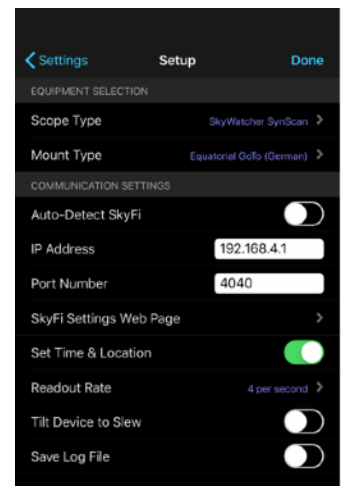 Settings Setup Done
EQUIPMENT SELECTION
Scope Type SkyWatcher SynScan
Mount Type Equatorial GoTo (German)
COMMUNICATION SETTINGS
Auto-Detect SkyFi
IP Address 192.168.4.1
Port Number 4040
SkyFi Settings Web Page
Set Time & Location
Readout Rate 4 per second
Tilt Device to Slew
Save Log File